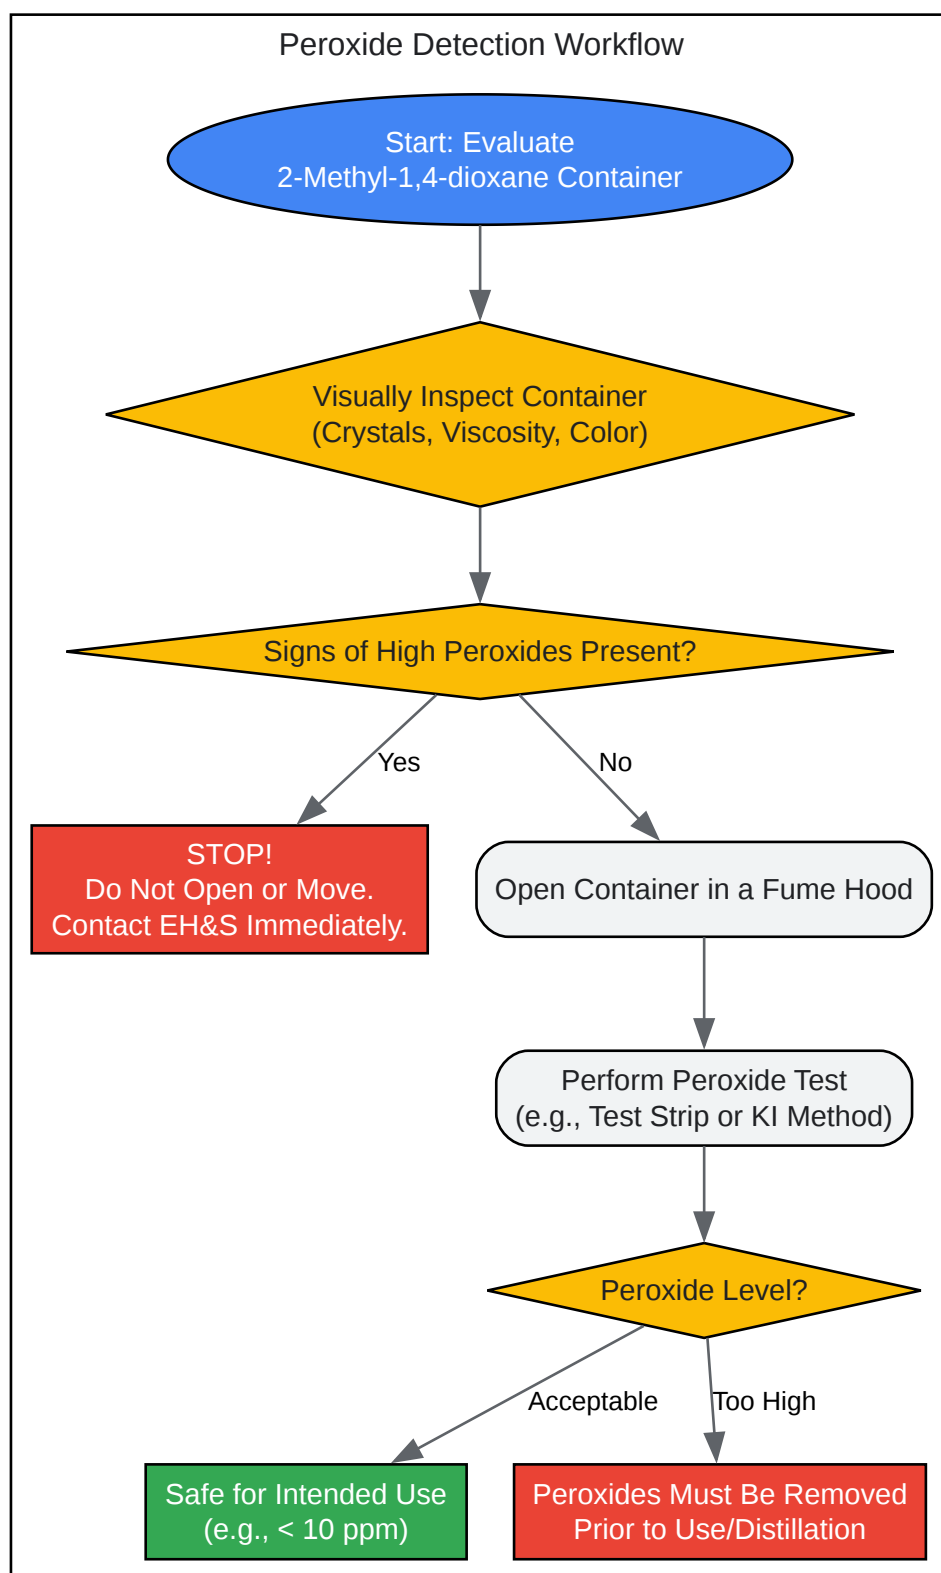 Peroxide Detection Workflow
Start: Evaluate
2-Methyl-1,4-dioxane Container
Visually Inspect Container
(Crystals, Viscosity, Color)
Signs of High Peroxides Present?
Yes
No
STOP!
Do Not Open or Move.
Contact EH&S Immediately.
Open Container in a Fume Hood
Perform Peroxide Test
(e.g., Test Strip or KI Method)
Peroxide Level?
Acceptable
Too High
Safe for Intended Use
(e.g., < 10 ppm)
Peroxides Must Be Removed
Prior to Use/Distillation